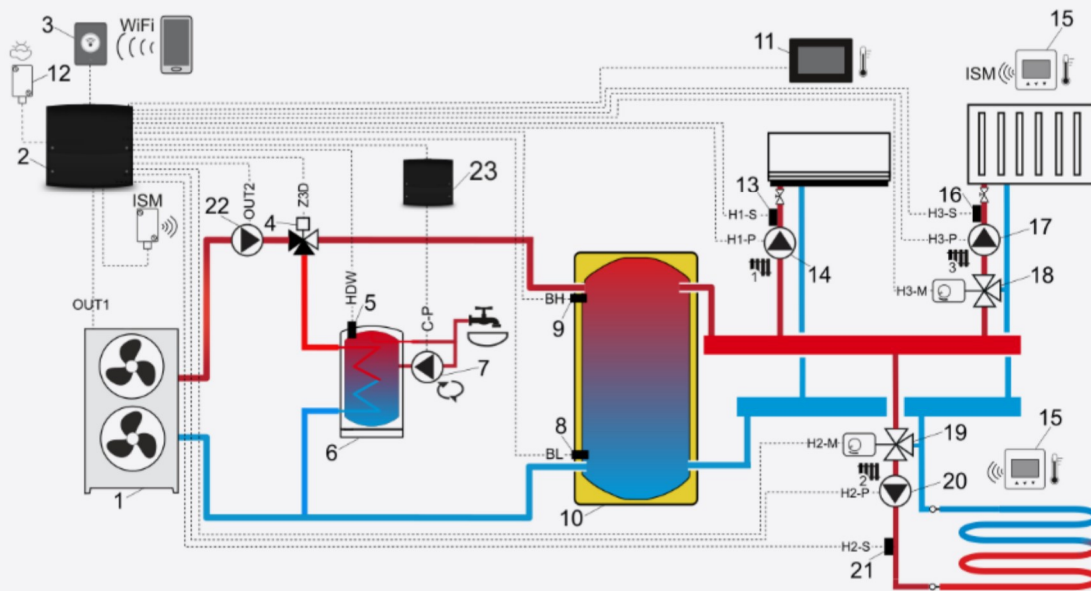 3
WiFi
15
11
12
ISM
2
ISM
22
OUT2
4
Z3D
23
13
H1-S
H1-P
1
14
16
H3-S
H3-P
17
3
H3-M
18
OUT1
HDW
5
C-P
7
BH
9
6
8
BL
10
1
H2-M
19
15
2
H2-P
20
H2-S
21